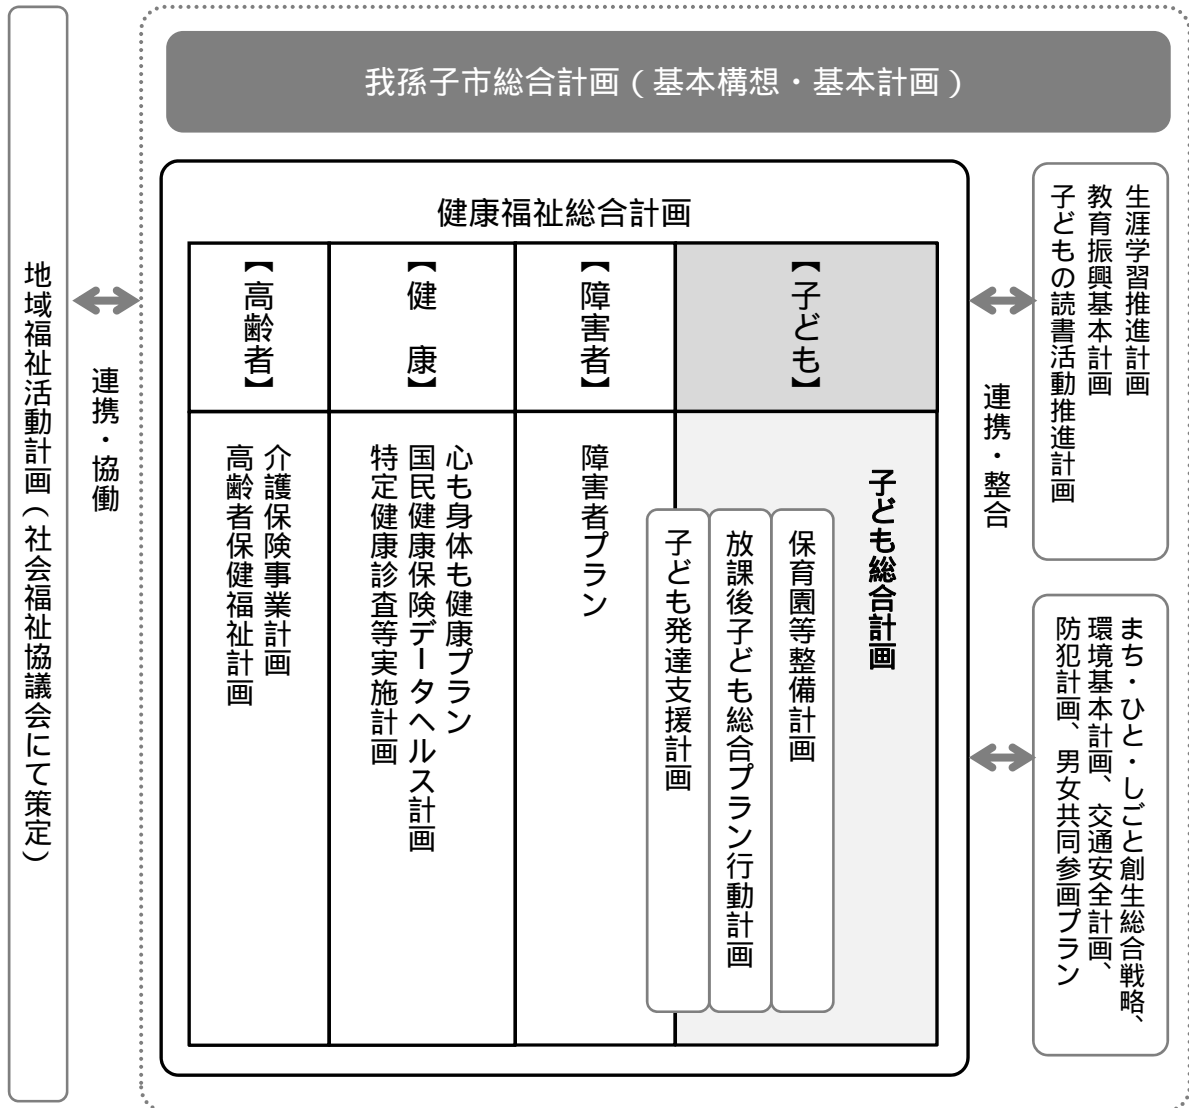 我孫子市総合計画（基本構想・基本計画）
健康福祉総合計画
【高齢者】
介護保険事業計画
高齢者保健福祉計画
【健　康】
心も身体も健康プラン
国民健康保険データヘルス計画
特定健康診査等実施計画
【障害者】
障害者プラン
【子ども】
子ども総合計画
保育園等整備計画
放課後子ども総合プラン行動計画
子ども発達支援計画
連携・整合
生涯学習推進計画
教育振興基本計画
子どもの読書活動推進計画
まち・ひと・しごと創生総合戦略、
環境基本計画、交通安全計画、
防犯計画、男女共同参画プラン
連携・協働
地域福祉活動計画（社会福祉協議会にて策定）